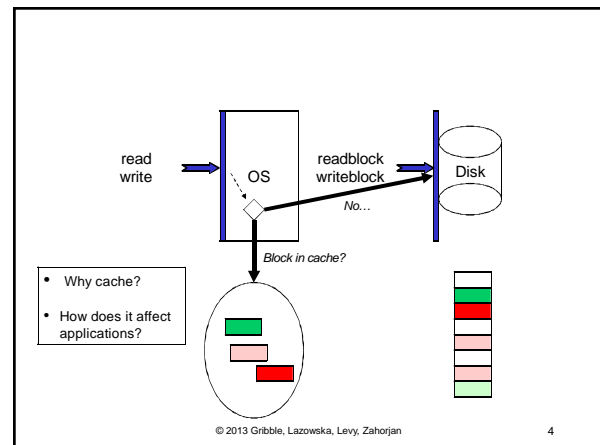 read
write
OS
readblock
writeblock
Disk
No…
Block in cache?
• Why cache?
• How does it affect
applications?
© 2013 Gribble, Lazowska, Levy, Zahorjan
4